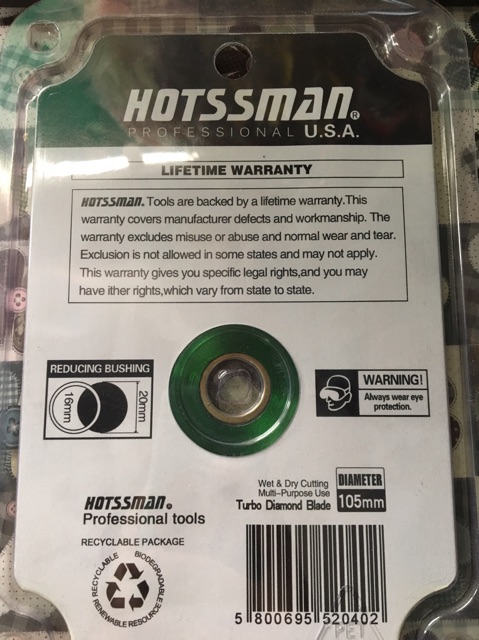 HOTSSMAN®
PROFESSIONAL U.S.A.
LIFETIME WARRANTY
HOTSSMAN. Tools are backed by a lifetime warranty.This
warranty covers manufacturer defects and workmanship. The
warranty excludes misuse or abuse and normal wear and tear.
Exclusion is not allowed in some states and may not apply.
This warranty gives you specific legal rights,and you may
have ither rights,which vary from state to state.
REDUCING BUSHING
16mm
20mm
WARNING!
Always wear eye
protection.
Wet & Dry Cutting
Multi-Purpose Use
Turbo Diamond Blade
DIAMETER
105mm
HOTSSMAN®
Professional tools
RECYCLABLE PACKAGE
RECYCLABLE BIODEGRADABLE
RENEWABLE RESOURCE
5 800695 520402
PET